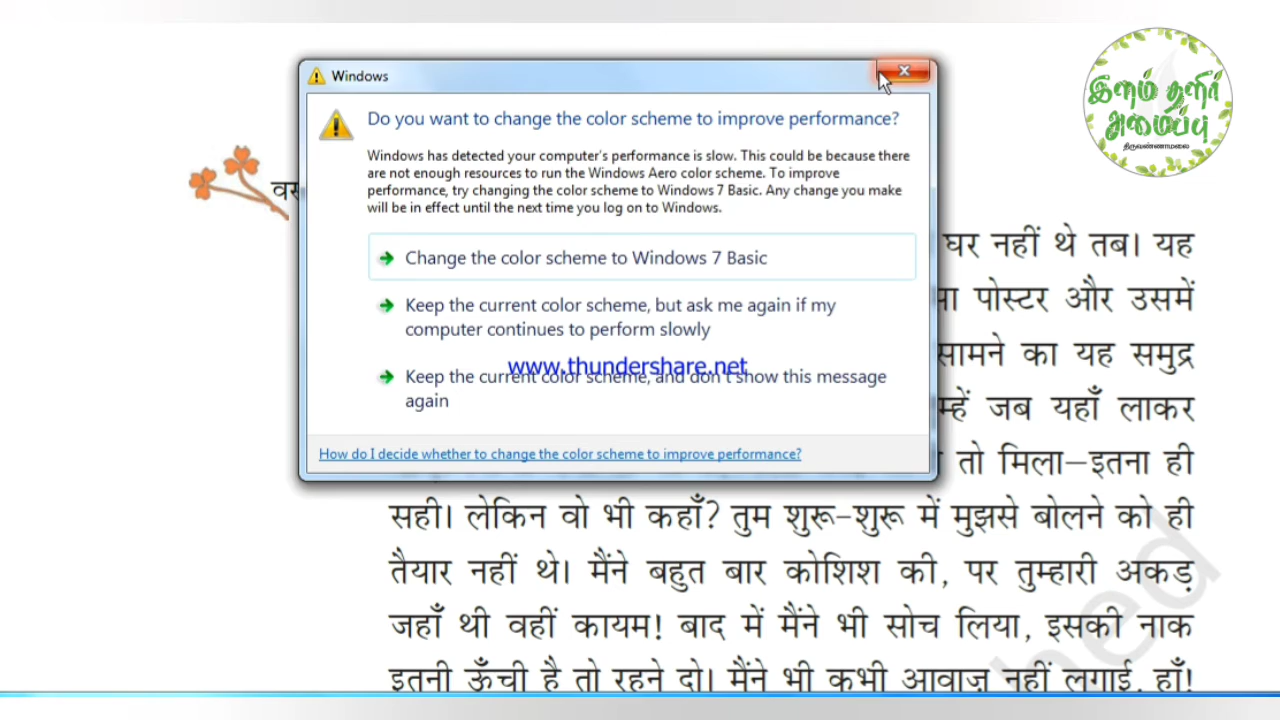 Windows
Do you want to change the color scheme to improve performance?
Windows has detected your computer's performance is slow. This could be because there
are not enough resources to run the Windows Aero color scheme. To improve
performance, try changing the color scheme to Windows 7 Basic. Any change you make
will be in effect until the next time you log on to Windows.
Change the color scheme to Windows 7 Basic
Keep the current color scheme, but ask me again if my
computer continues to perform slowly
www.thundershare.net
Keep the current color scheme, and don't show this message
again
How do I decide whether to change the color scheme to improve performance?
இளம் தளிர்
அமைப்பு
திருவண்ணாமலை
घर नहीं थे तब। यह
पोस्टर और उसमें
सामने का यह समुद्र
जब यहाँ लाकर
तो मिला–इतना ही
सही। लेकिन वो भी कहाँ? तुम शुरू-शुरू में मुझसे बोलने को ही
तैयार नहीं थे। मैंने बहुत बार कोशिश की, पर तुम्हारी अकड़
जहाँ थी वहीं कायम! बाद में मैंने भी सोच लिया, इसकी नाक
इतनी ऊँची है तो रहने दो। मैंने भी कभी आवाज़ नहीं लगाई, हाँ!